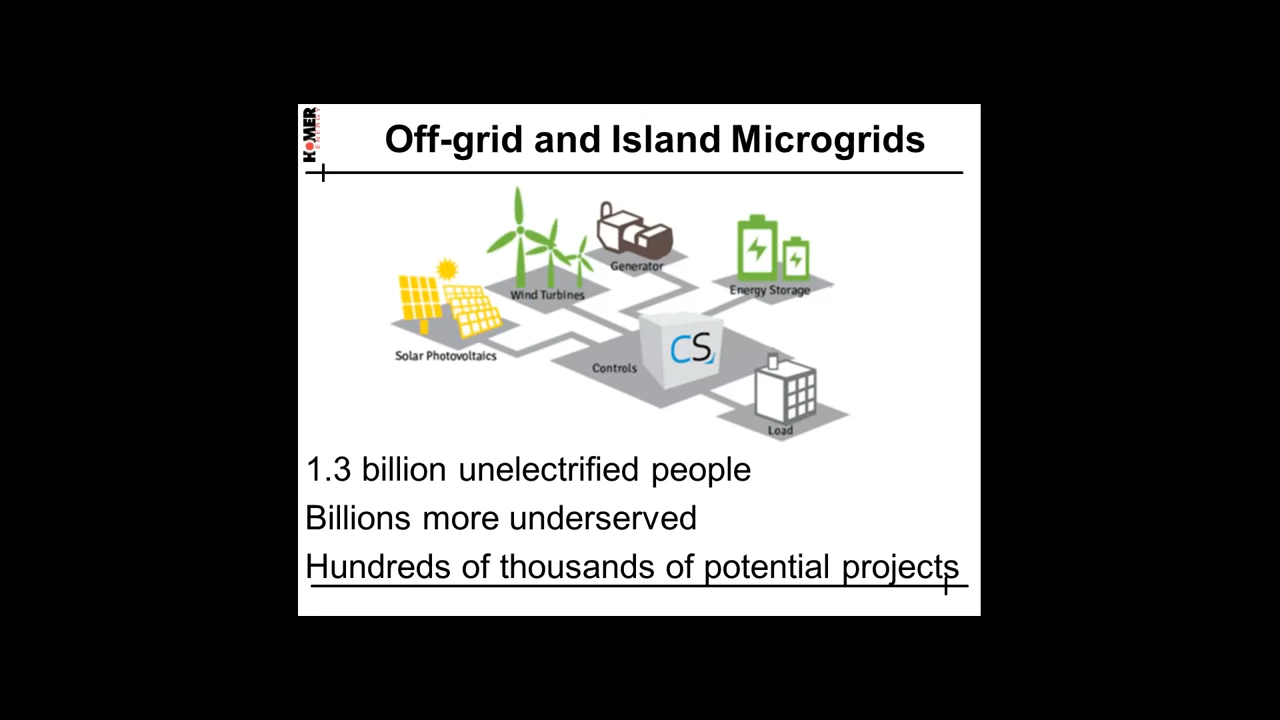 HOMER
ENERGY
Off-grid and Island Microgrids
Generator
Wind Turbines
Energy Storage
Solar Photovoltaics
Controls
CS
Load
1.3 billion unelectrified people
Billions more underserved
Hundreds of thousands of potential projects